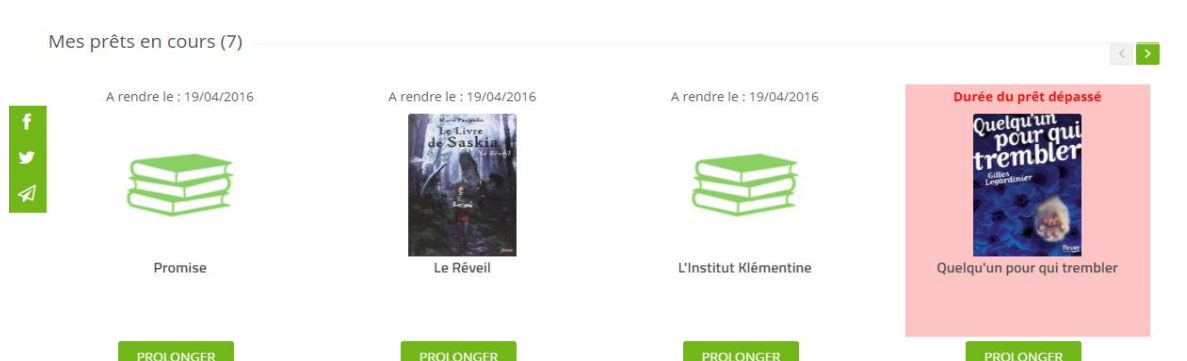 Mes prêts en cours (7)
A rendre le : 19/04/2016
A rendre le : 19/04/2016
A rendre le : 19/04/2016
Durée du prêt dépassé
Le Livre
de Saskia
Le Réveil
Quelqu'un
pour qui
trembler
Gilles
Legardinier
fleuve
Promise
Le Réveil
L'Institut Klémentine
Quelqu'un pour qui trembler
PROLONGER
PROLONGER
PROLONGER
PROLONGER